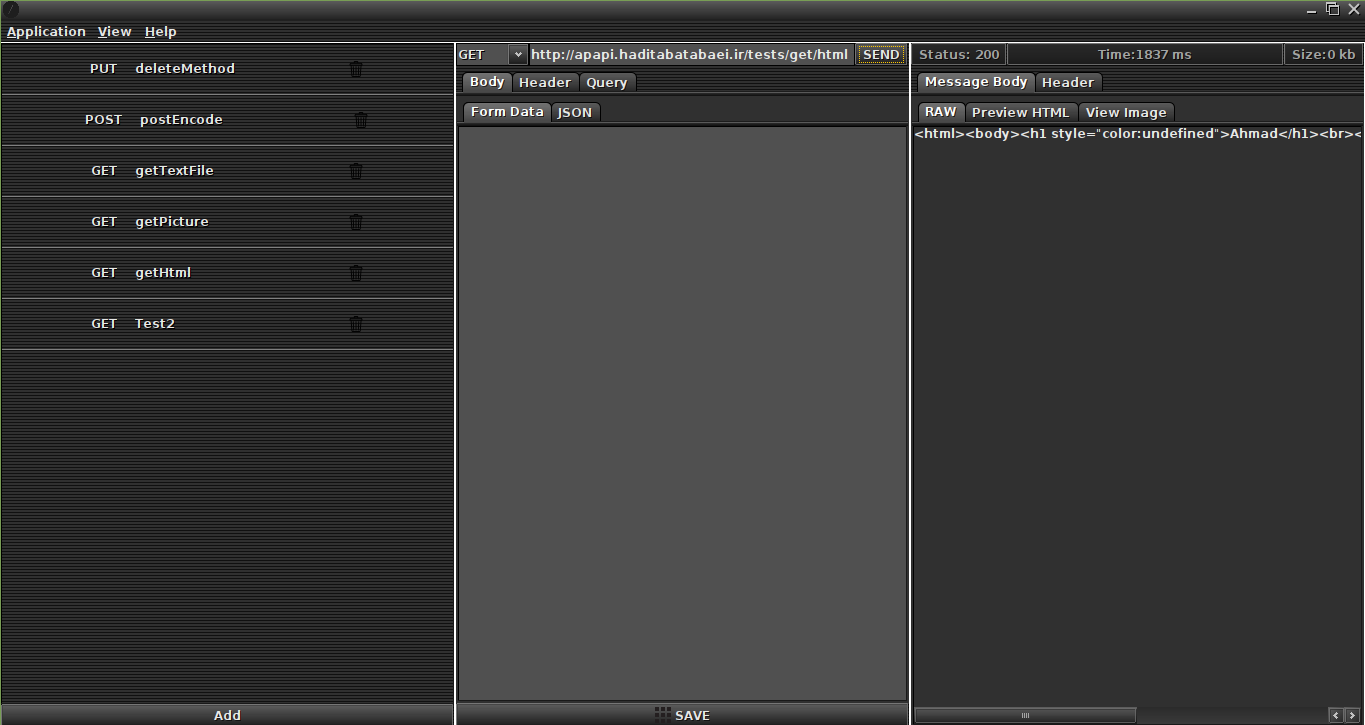 Application View Help
PUT deleteMethod
POST postEncode
GET getTextFile
GET getPicture
GET getHtml
GET Test2
Add
GET http://apapi.haditabatabaei.ir/tests/get/html SEND
Body Header Query
Form Data JSON
SAVE
Status: 200 Time:1837 ms Size:0 kb
Message Body Header
RAW Preview HTML View Image
<html><body><h1 style="color:undefined">Ahmad</h1><br><